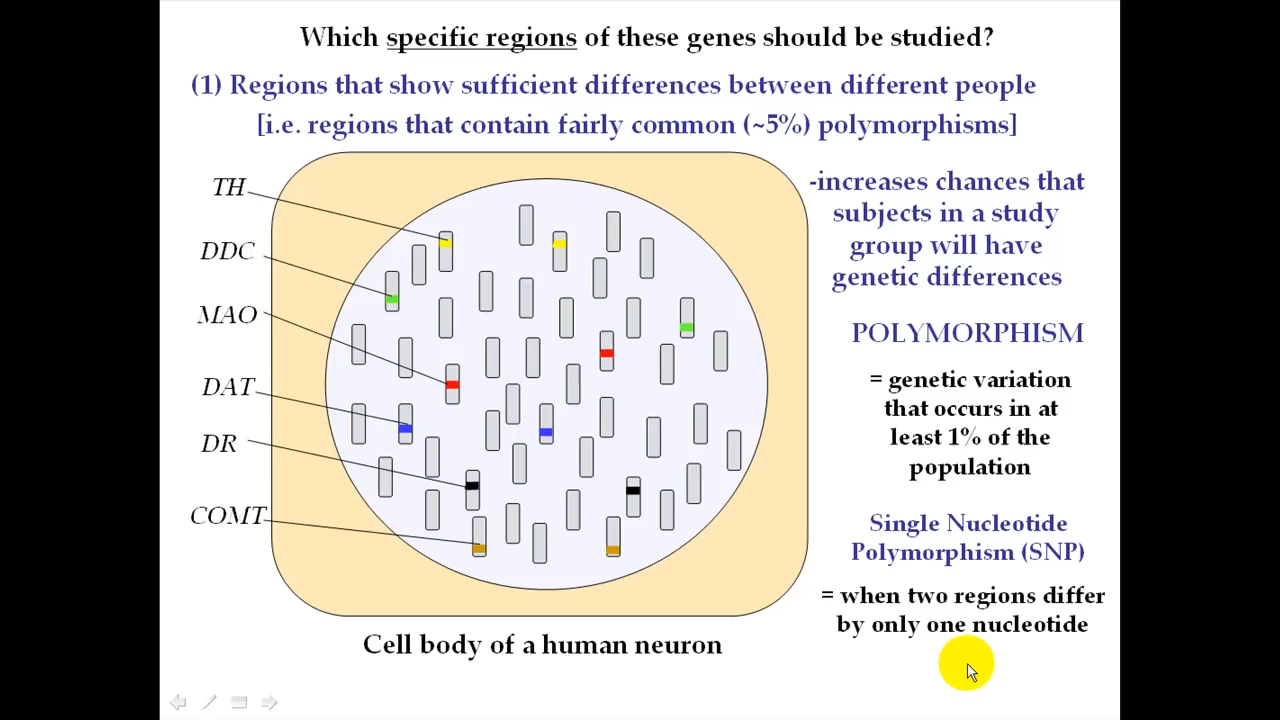 Which specific regions of these genes should be studied?
(1) Regions that show sufficient differences between different people
[i.e. regions that contain fairly common (~5%) polymorphisms]
TH
DDC
MAO
DAT
DR
COMT
Cell body of a human neuron
-increases chances that
subjects in a study
group will have
genetic differences
POLYMORPHISM
= genetic variation
that occurs in at
least 1% of the
population
Single Nucleotide
Polymorphism (SNP)
= when two regions differ
by only one nucleotide